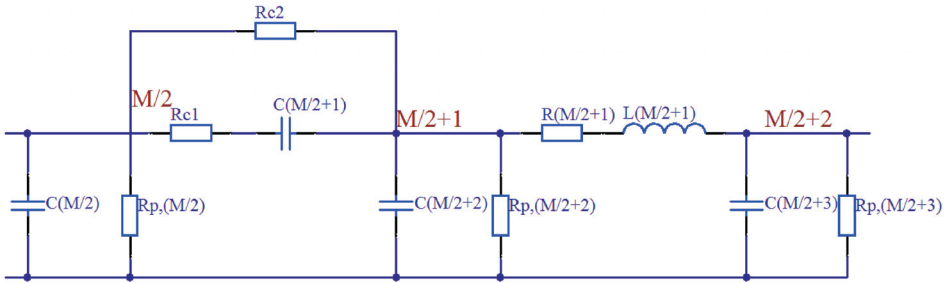 Rc2
M/2
Rc1
C(M/2+1)
M/2+1
R(M/2+1)
L(M/2+1)
M/2+2
C(M/2)
Rp,(M/2)
C(M/2+2)
Rp,(M/2+2)
C(M/2+3)
Rp,(M/2+3)